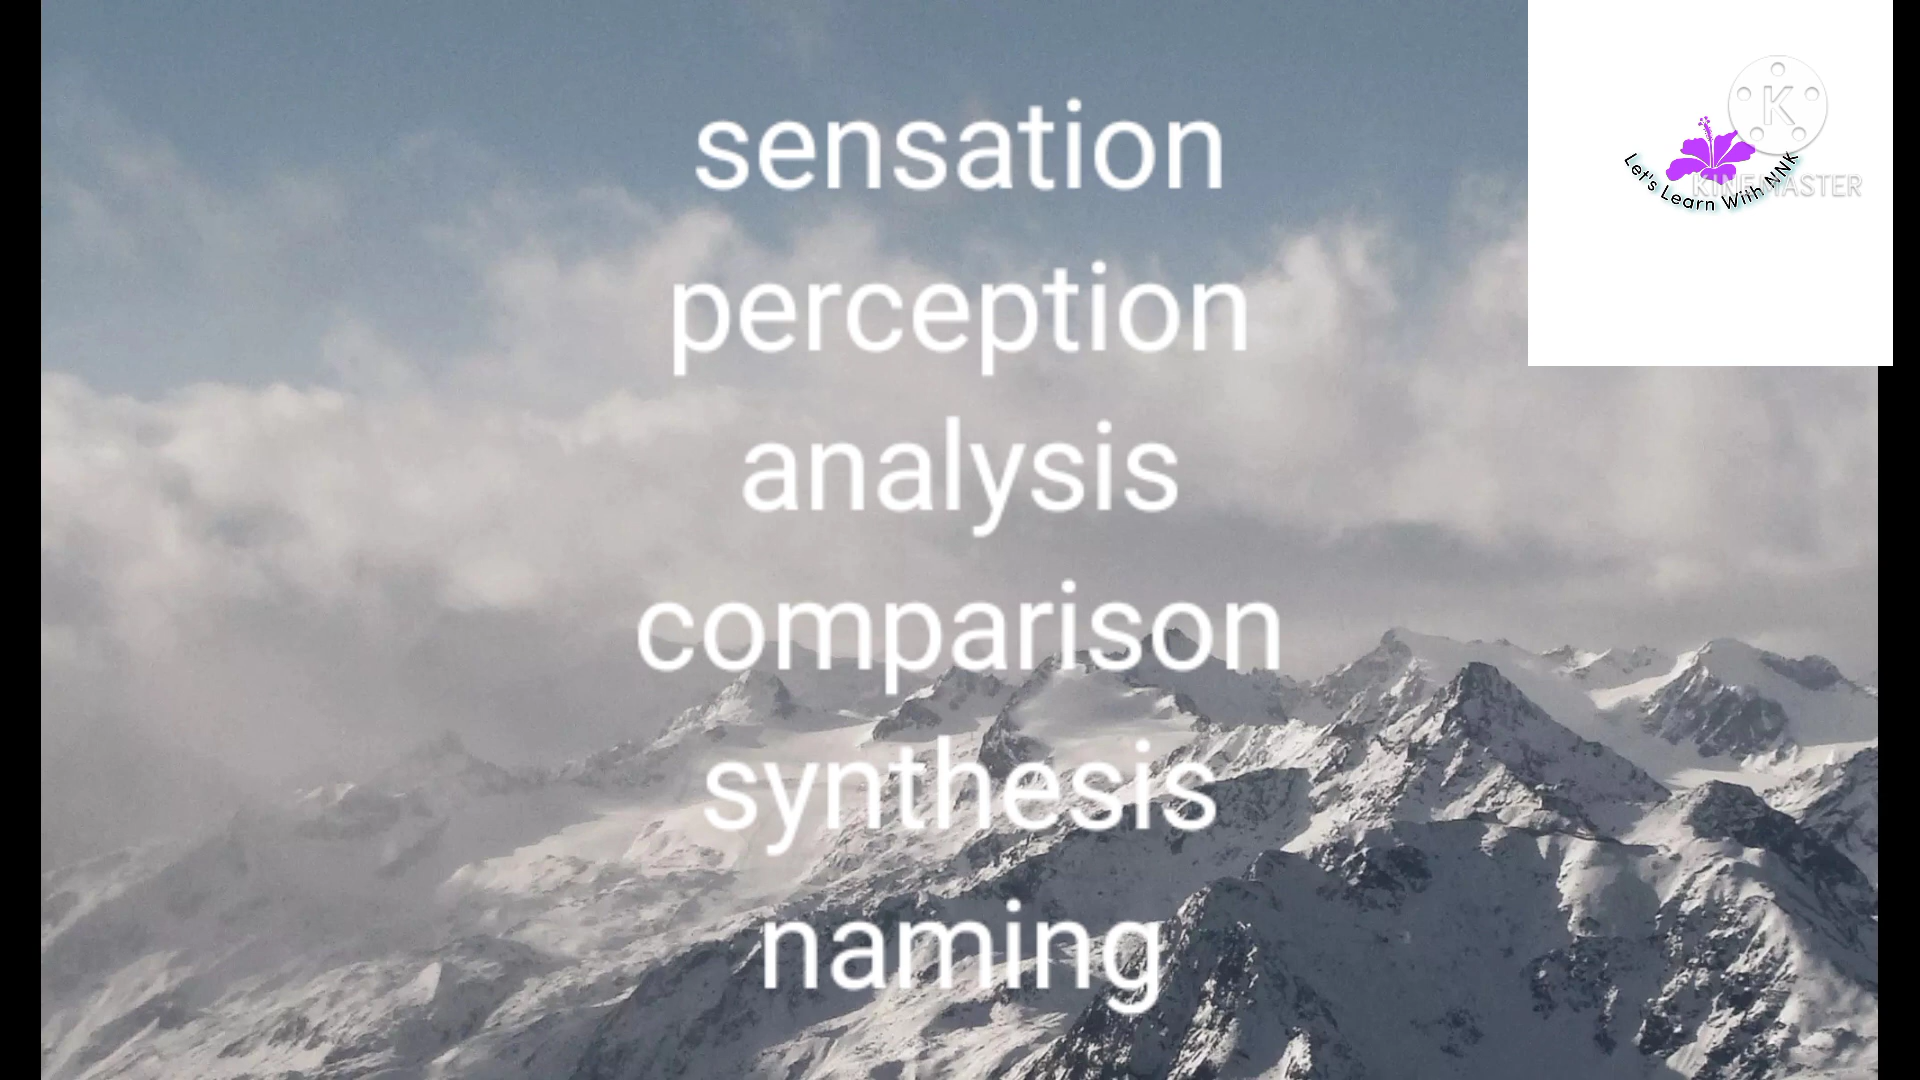 sensation
perception
analysis
comparison
synthesis
naming
K
KINEMASTER
Let's Learn With NNK